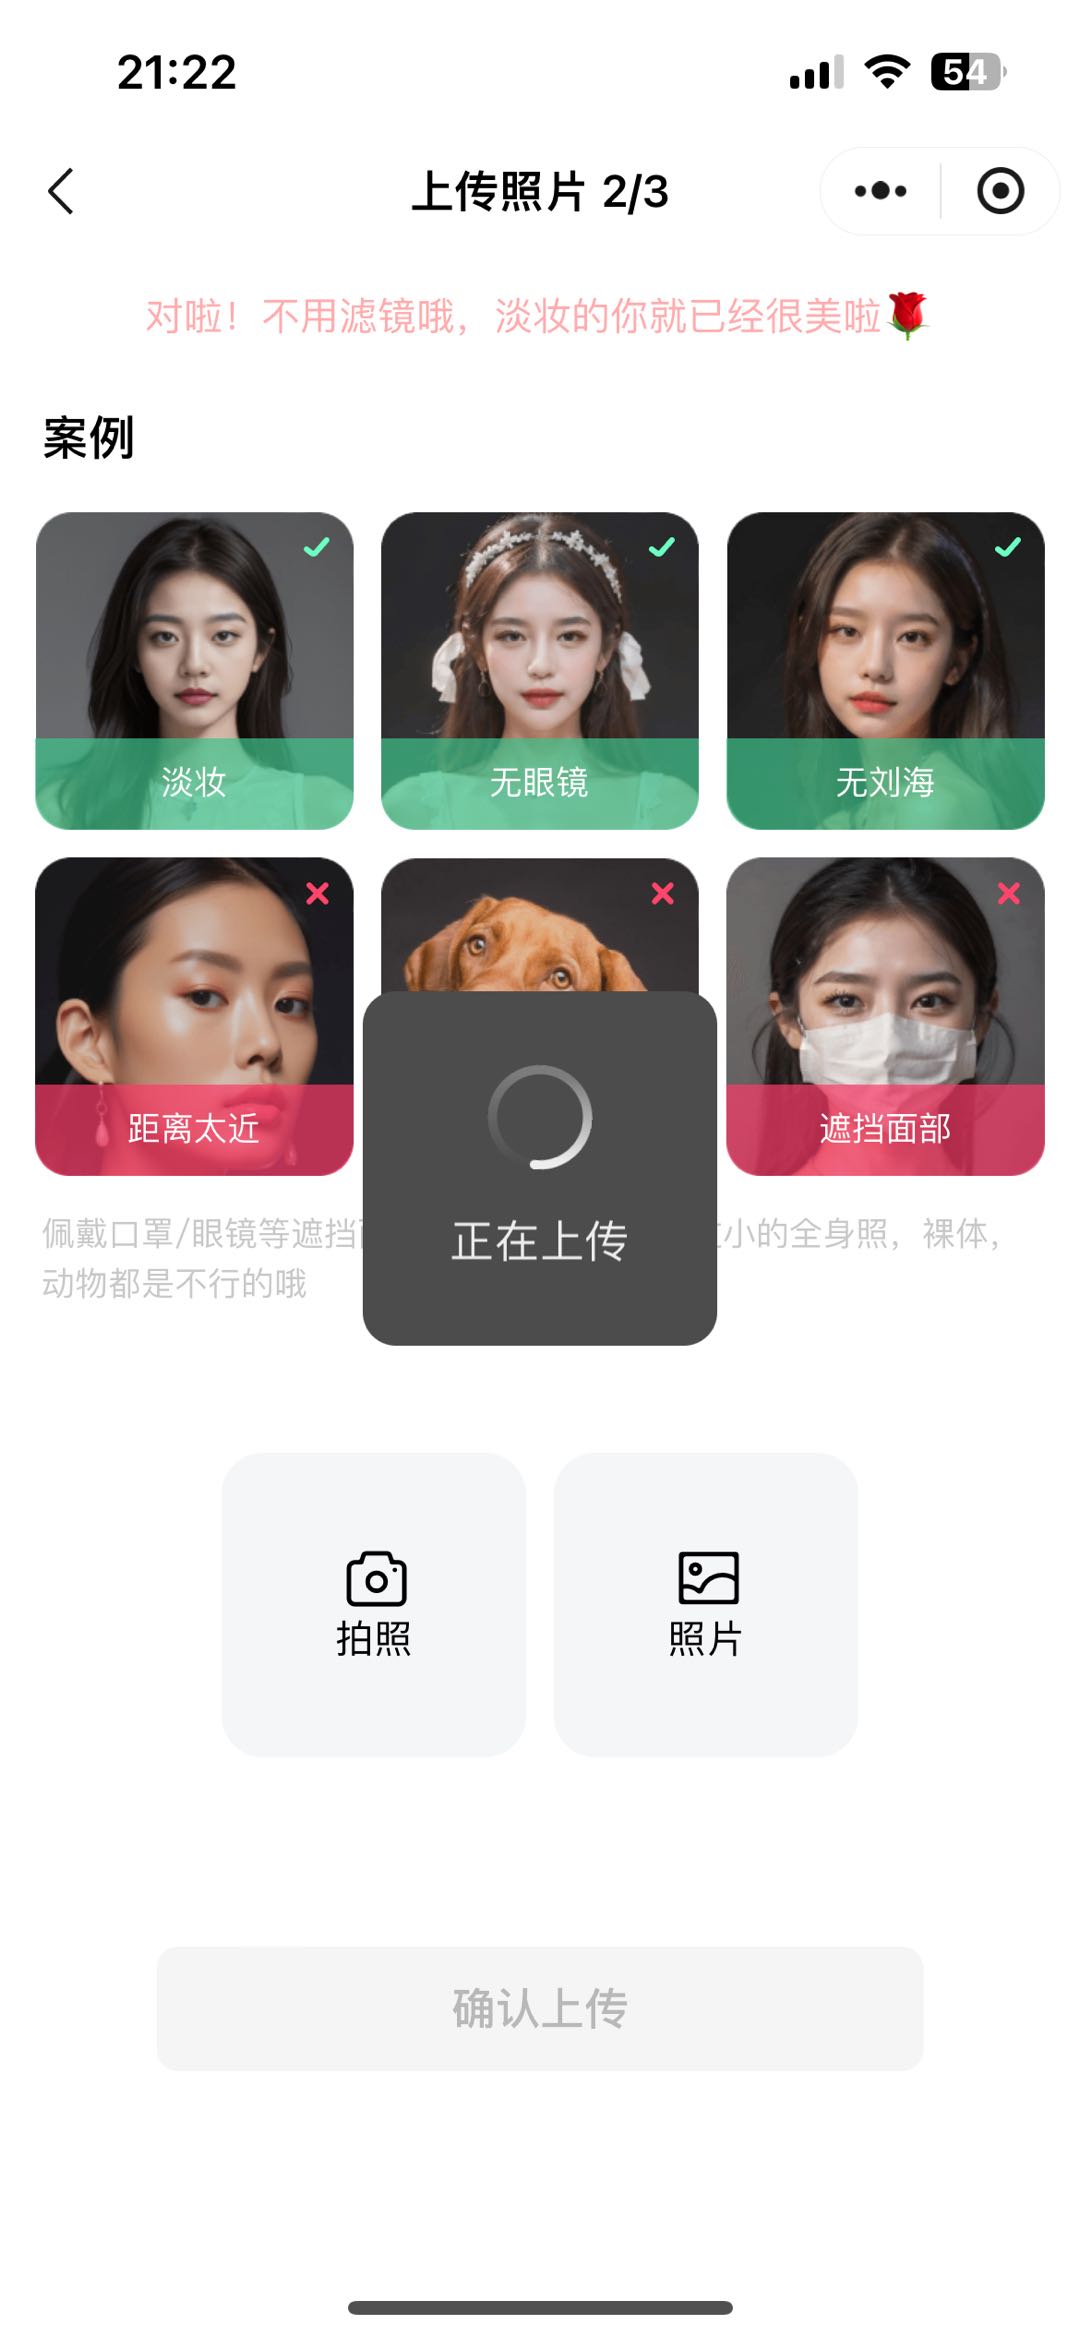 21:22
54
上传照片 2/3
对啦！不用滤镜哦，淡妆的你就已经很美啦🌹
案例
淡妆
无眼镜
无刘海
距离太近
遮挡面部
正在上传
佩戴口罩/眼镜等遮挡 小的全身照，裸体，
动物都是不行的哦
拍照
照片
确认上传